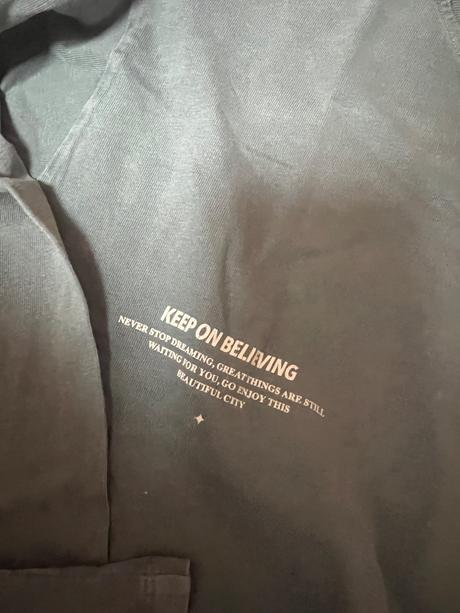 KEEP ON BELIEVING
NEVER STOP DREAMING, GREAT THINGS ARE STILL
WAITING FOR YOU, GO ENJOY THIS
BEAUTIFUL CITY